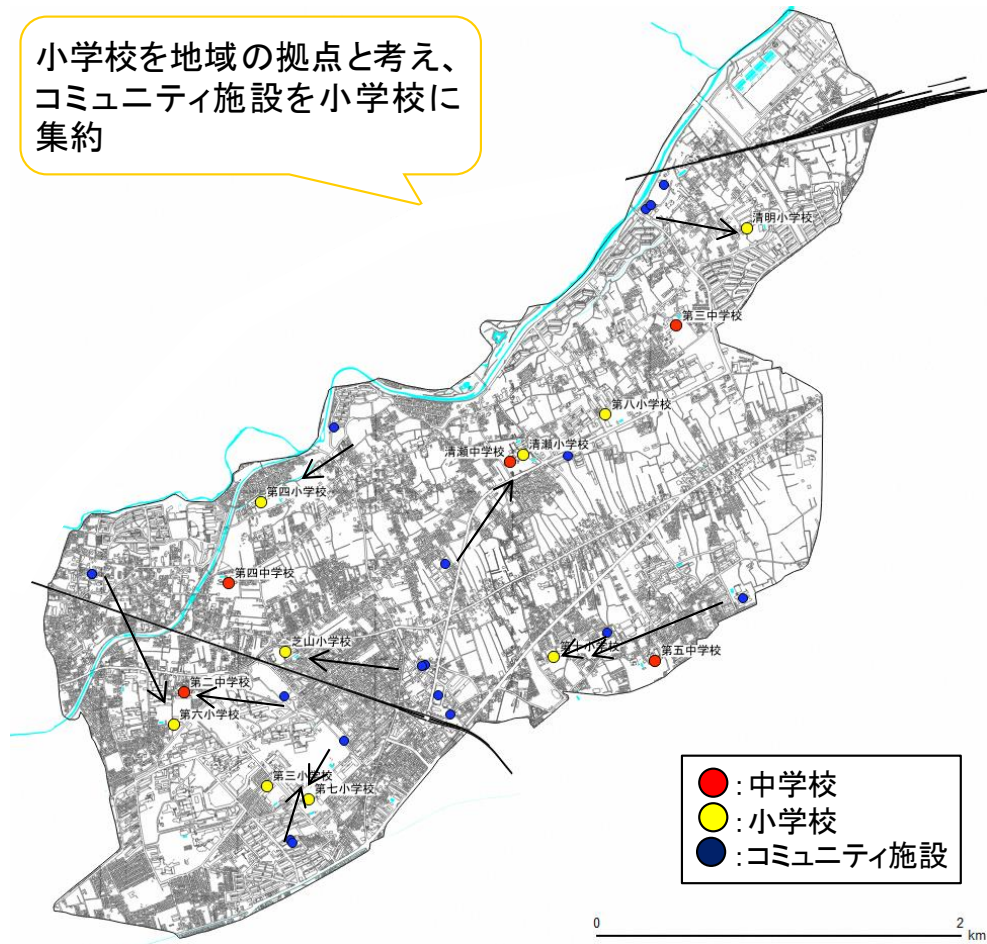 小学校を地域の拠点と考え、
コミュニティ施設を小学校に
集約
清明小学校
第三中学校
第八小学校
清瀬中学校
清瀬小学校
第四小学校
第四中学校
芝山小学校
第十小学校
第五中学校
第二中学校
第六小学校
第三小学校
第七小学校
:中学校
:小学校
:コミュニティ施設
0
2
km